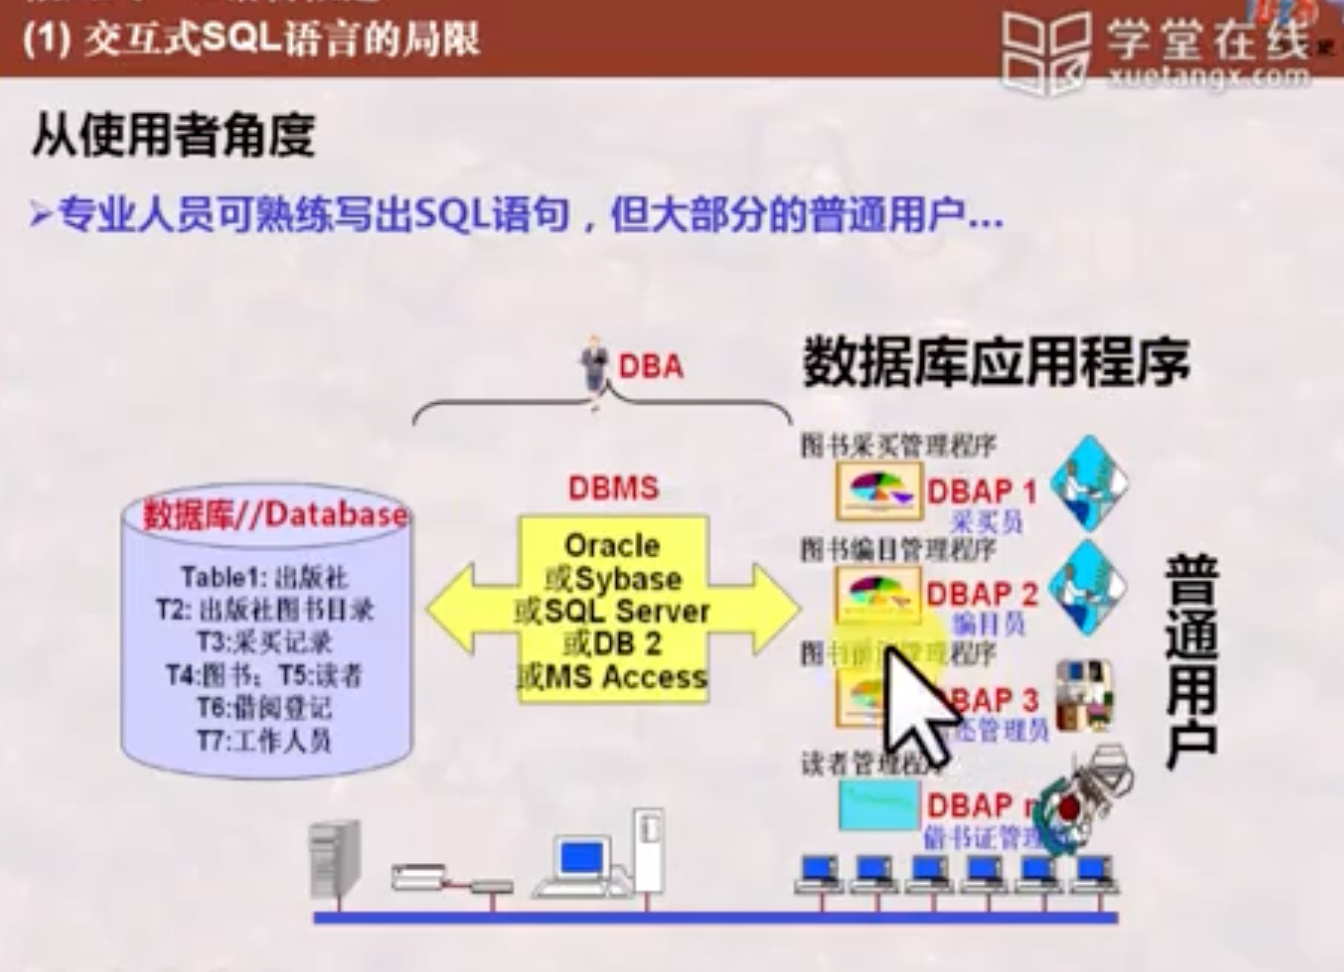 (1) 交互式SQL语言的局限
学堂在线
xuetangx.com
从使用者角度
➢专业人员可熟练写出SQL语句，但大部分的普通用户...
DBA
数据库应用程序
数据库//Database
Table1: 出版社
T2: 出版社图书目录
T3:采买记录
T4:图书；T5:读者
T6:借阅登记
T7:工作人员
DBMS
Oracle
或Sybase
或SQL Server
或DB 2
或MS Access
图书采买管理程序
DBAP 1
采买员
图书编目管理程序
DBAP 2
编目员
图书 管理程序
BAP 3
还管理员
读者管理程
DBAP n
借书证管理
普通用户